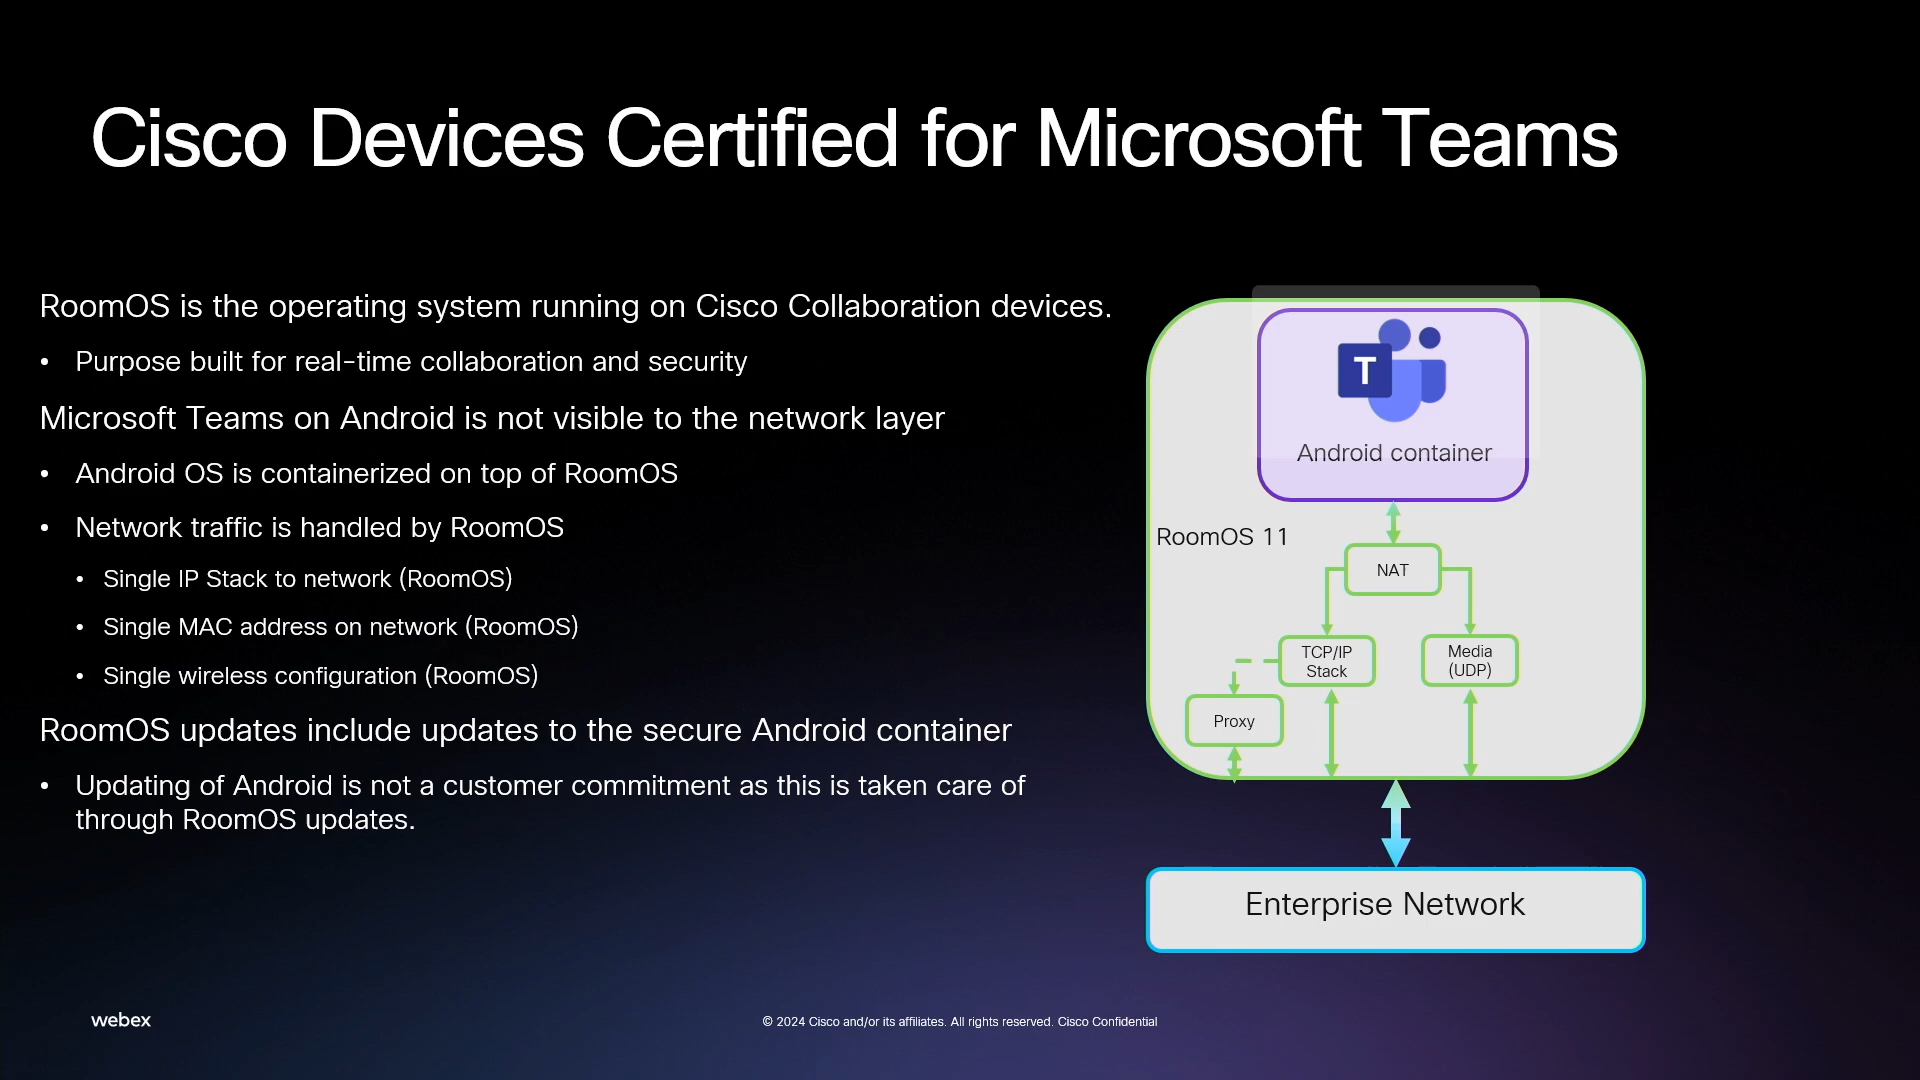 Cisco Devices Certified for Microsoft Teams
RoomOS is the operating system running on Cisco Collaboration devices.
• Purpose built for real-time collaboration and security
Microsoft Teams on Android is not visible to the network layer
• Android OS is containerized on top of RoomOS
• Network traffic is handled by RoomOS
• Single IP Stack to network (RoomOS)
• Single MAC address on network (RoomOS)
• Single wireless configuration (RoomOS)
RoomOS updates include updates to the secure Android container
• Updating of Android is not a customer commitment as this is taken care of
through RoomOS updates.
T
Android container
RoomOS 11
NAT
TCP/IP
Stack
Media
(UDP)
Proxy
Enterprise Network
webex
© 2024 Cisco and/or its affiliates. All rights reserved. Cisco Confidential